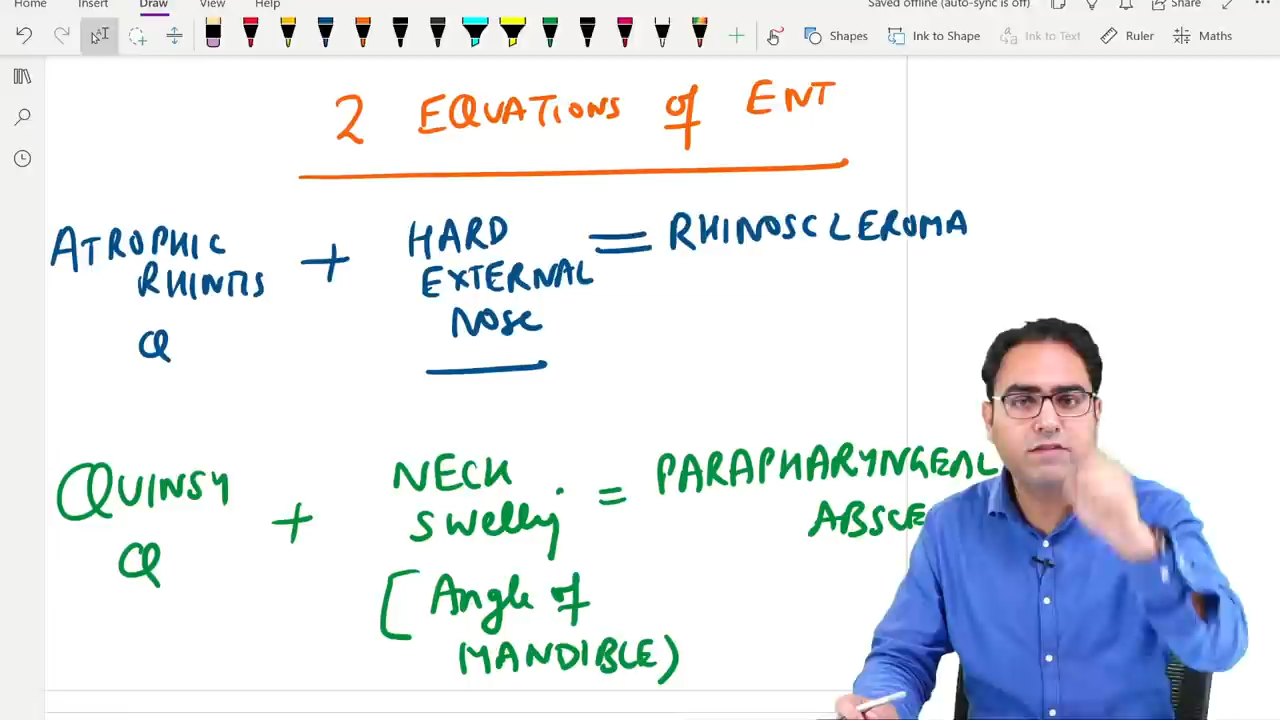 Home Insert Draw View Help Saved offline (auto-sync is off) Share
Shapes Ink to Shape Ink to Text Ruler Maths
2 EQUATIONS of ENT
ATROPHIC + HARD = RHINOSCLEROMA
RHINITIS EXTERNAL
Q NOSE
QUINSY + NECK = PARAPHARYNGEAL
Q Swelling ABSCE
[Angle of
MANDIBLE)